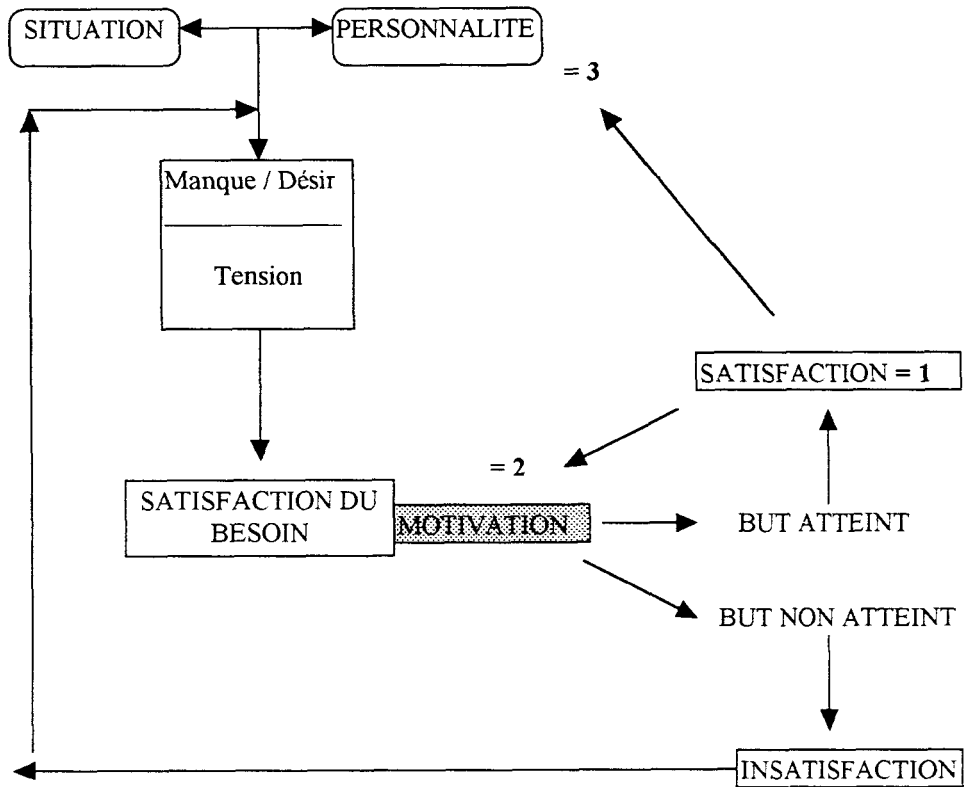 SITUATION
PERSONNALITE
= 3
Manque / Désir
Tension
SATISFACTION = 1
= 2
SATISFACTION DU
BESOIN
MOTIVATION
BUT ATTEINT
BUT NON ATTEINT
INSATISFACTION